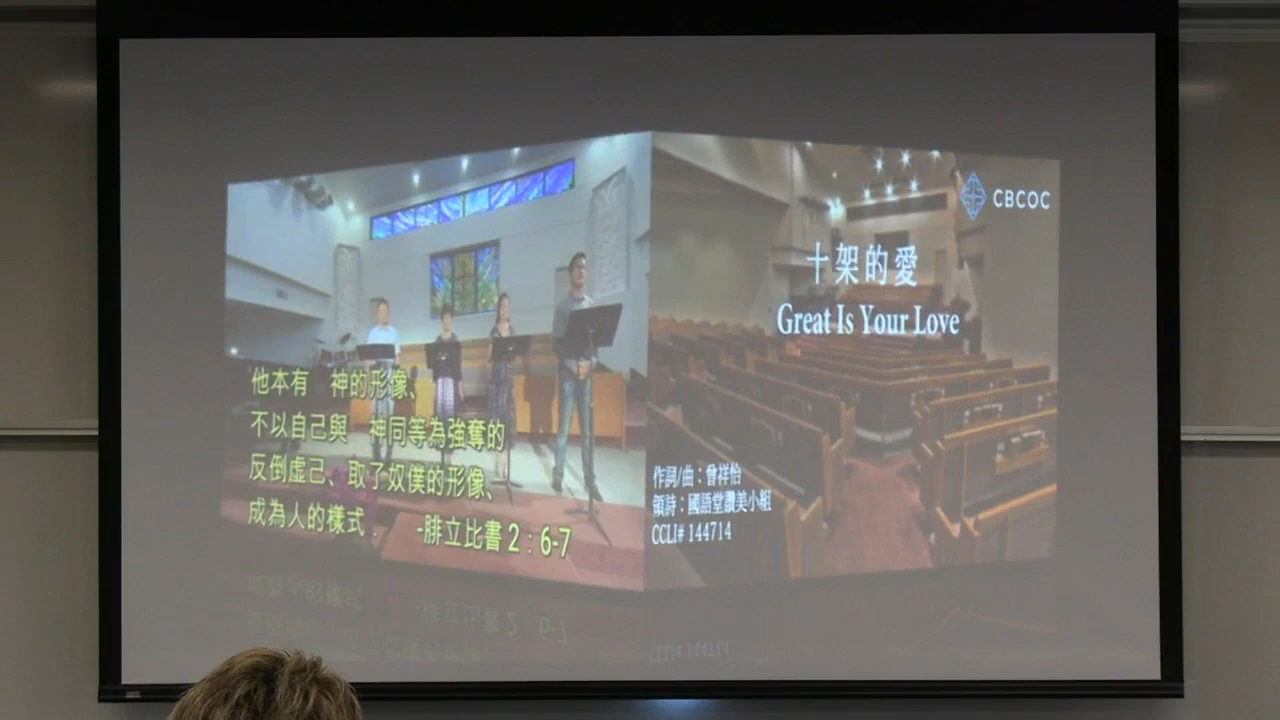 他本有　神的形像、
不以自己與　神同等為強奪的
反倒虛己、取了奴僕的形像、
成為人的樣式　-腓立比書 2：6-7
CBCOC
十架的愛
Great Is Your Love
作詞/曲：曾祥怡
領詩：國語堂讚美小組
CCLI# 144714